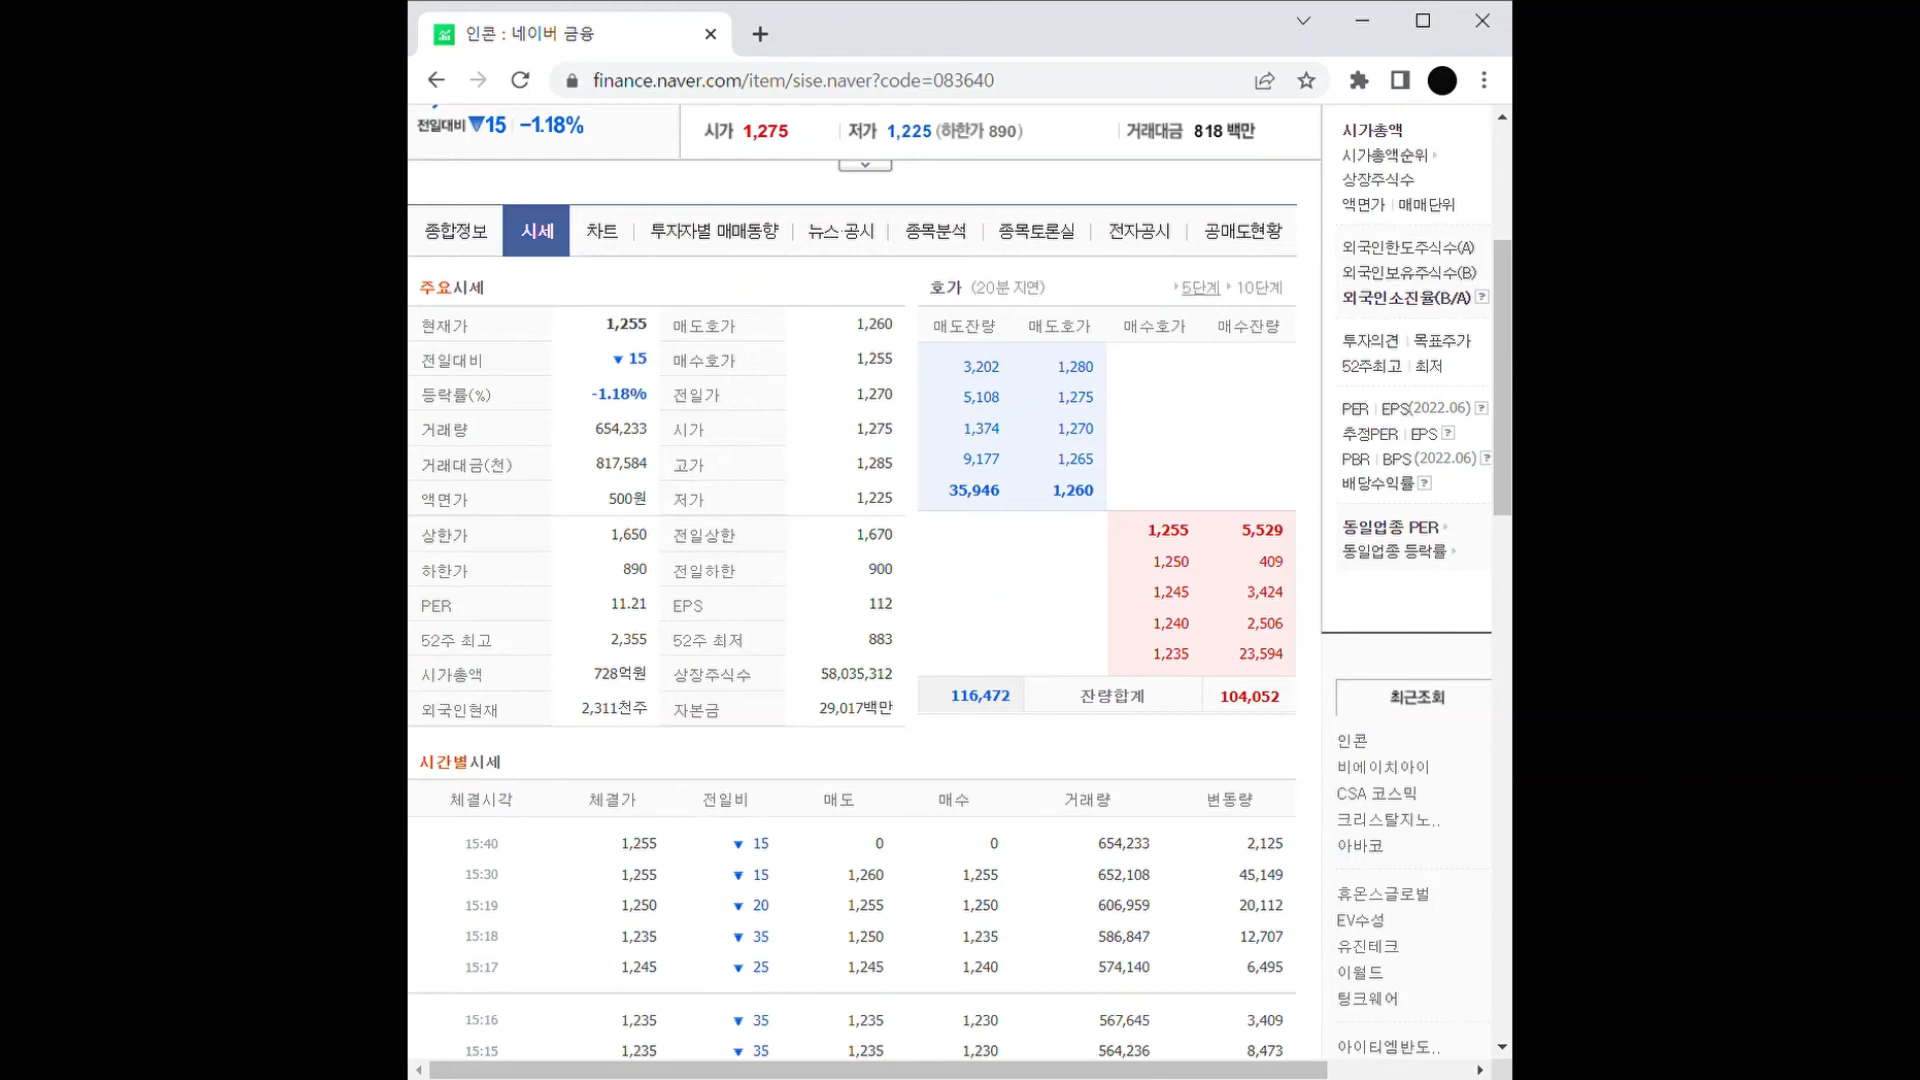 인콘 : 네이버 금융
finance.naver.com/item/sise.naver?code=083640
전일대비 ▼15 -1.18%
시가 1,275 저가 1,225 (하한가 890) 거래대금 818 백만
종합정보 시세 차트 투자자별 매매동향 뉴스·공시 종목분석 종목토론실 전자공시 공매도현황
주요시세
현재가 1,255 매도호가 1,260
전일대비 ▼ 15 매수호가 1,255
등락률(%) -1.18% 전일가 1,270
거래량 654,233 시가 1,275
거래대금(천) 817,584 고가 1,285
액면가 500원 저가 1,225
상한가 1,650 전일상한 1,670
하한가 890 전일하한 900
PER 11.21 EPS 112
52주 최고 2,355 52주 최저 883
시가총액 728억원 상장주식수 58,035,312
외국인현재 2,311천주 자본금 29,017백만
호가 (20분 지연) 5단계 10단계
매도잔량 매도호가 매수호가 매수잔량
3,202 1,280
5,108 1,275
1,374 1,270
9,177 1,265
35,946 1,260
1,255 5,529
1,250 409
1,245 3,424
1,240 2,506
1,235 23,594
116,472 잔량합계 104,052
시간별시세
체결시각 체결가 전일비 매도 매수 거래량 변동량
15:40 1,255 ▼ 15 0 0 654,233 2,125
15:30 1,255 ▼ 15 1,260 1,255 652,108 45,149
15:19 1,250 ▼ 20 1,255 1,250 606,959 20,112
15:18 1,235 ▼ 35 1,250 1,235 586,847 12,707
15:17 1,245 ▼ 25 1,245 1,240 574,140 6,495
15:16 1,235 ▼ 35 1,235 1,230 567,645 3,409
15:15 1,235 ▼ 35 1,235 1,230 564,236 8,473
시가총액
시가총액순위
상장주식수
액면가 매매단위
외국인한도주식수(A)
외국인보유주식수(B)
외국인소진율(B/A) ?
투자의견 목표주가
52주최고 최저
PER EPS(2022.06) ?
추정PER EPS ?
PBR BPS (2022.06) ?
배당수익률 ?
동일업종 PER
동일업종 등락률
최근조회
인콘
비에이치아이
CSA 코스믹
크리스탈지노..
아바코
휴온스글로벌
EV수성
유진테크
이월드
팅크웨어
아이티엠반도..